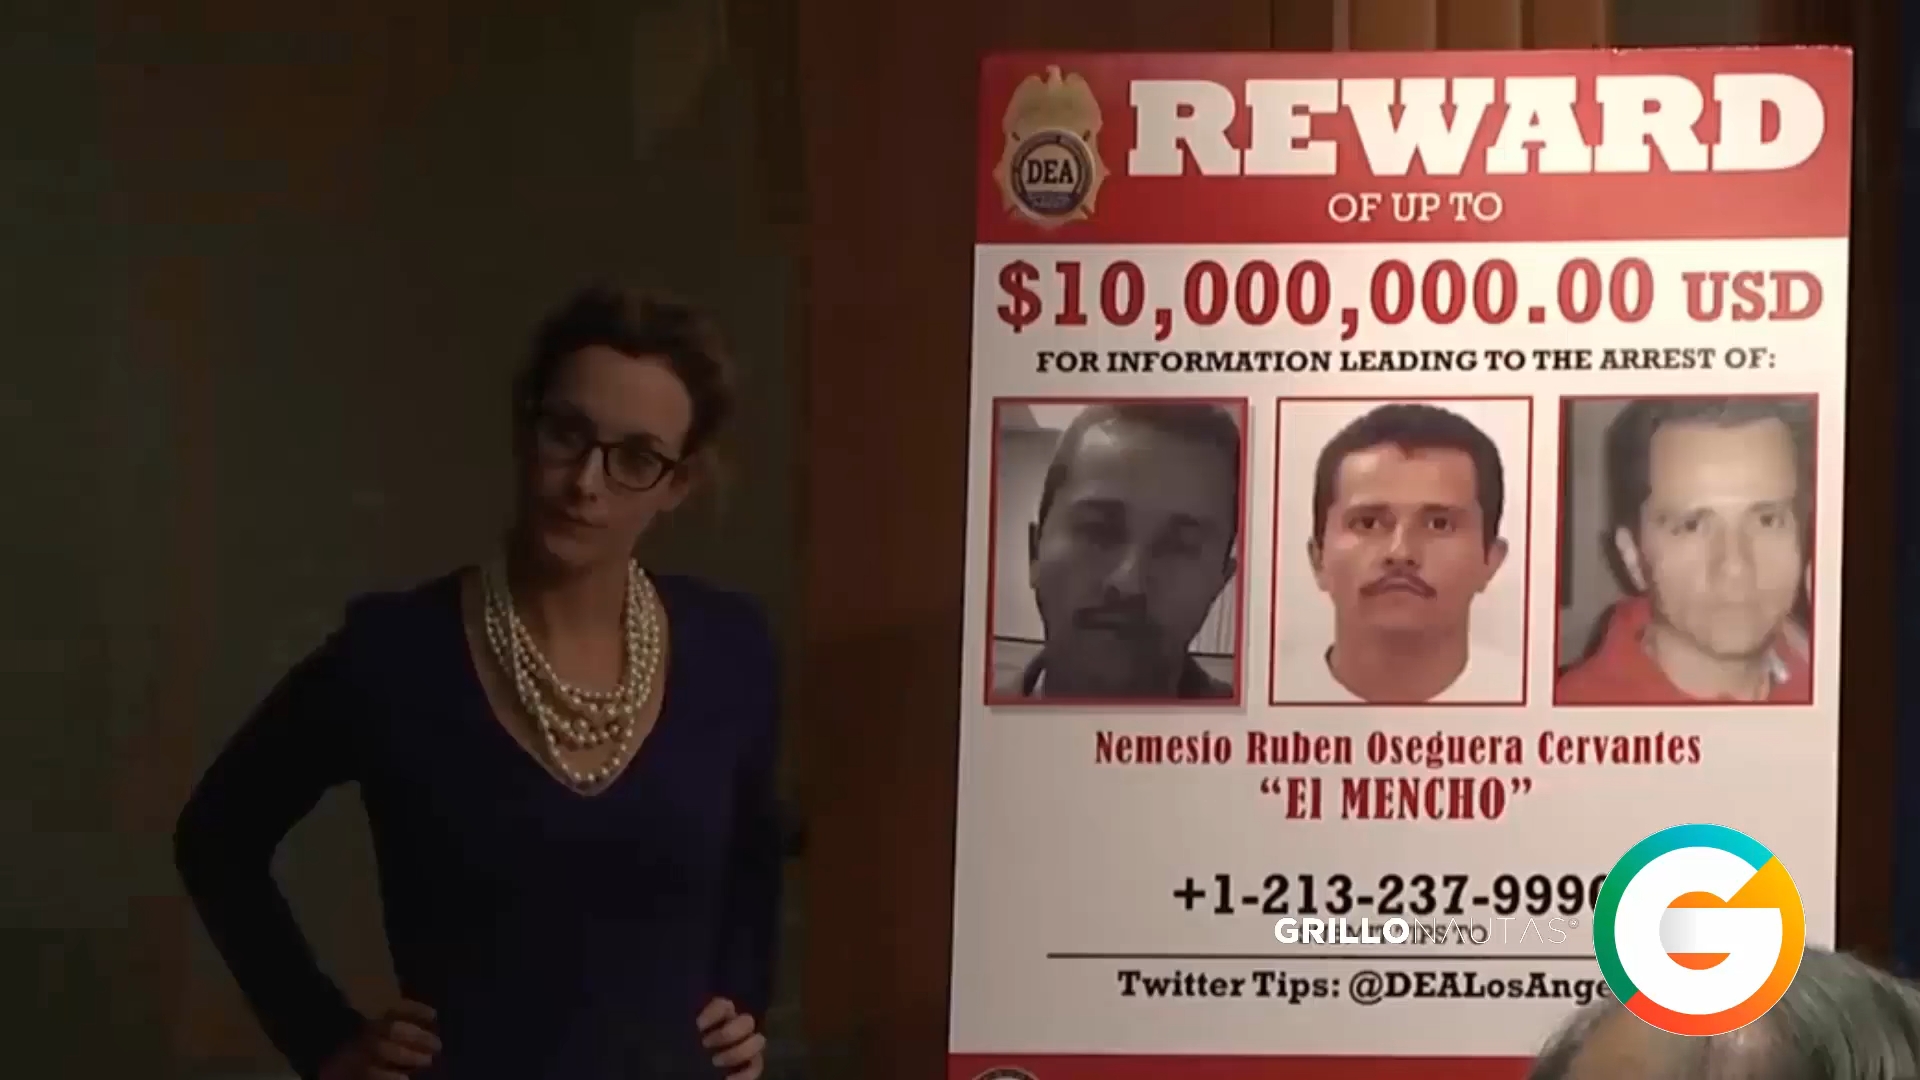 DEA
REWARD
OF UP TO
$10,000,000.00 USD
FOR INFORMATION LEADING TO THE ARREST OF:
Nemesio Ruben Oseguera Cervantes
“El MENCHO”
+1-213-237-9990
GRILLONAUTAS
Twitter Tips: @DEALosAnge